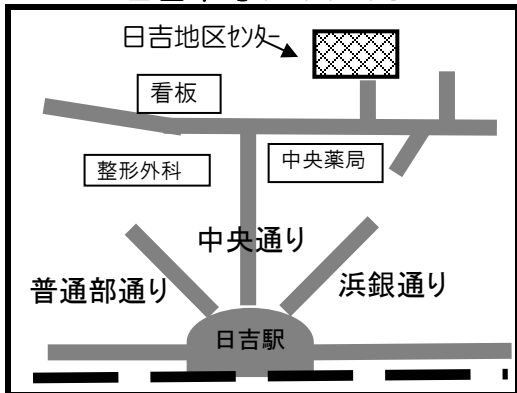 日吉地区センター
看板
整形外科
中央薬局
中央通り
普通部通り
浜銀通り
日吉駅